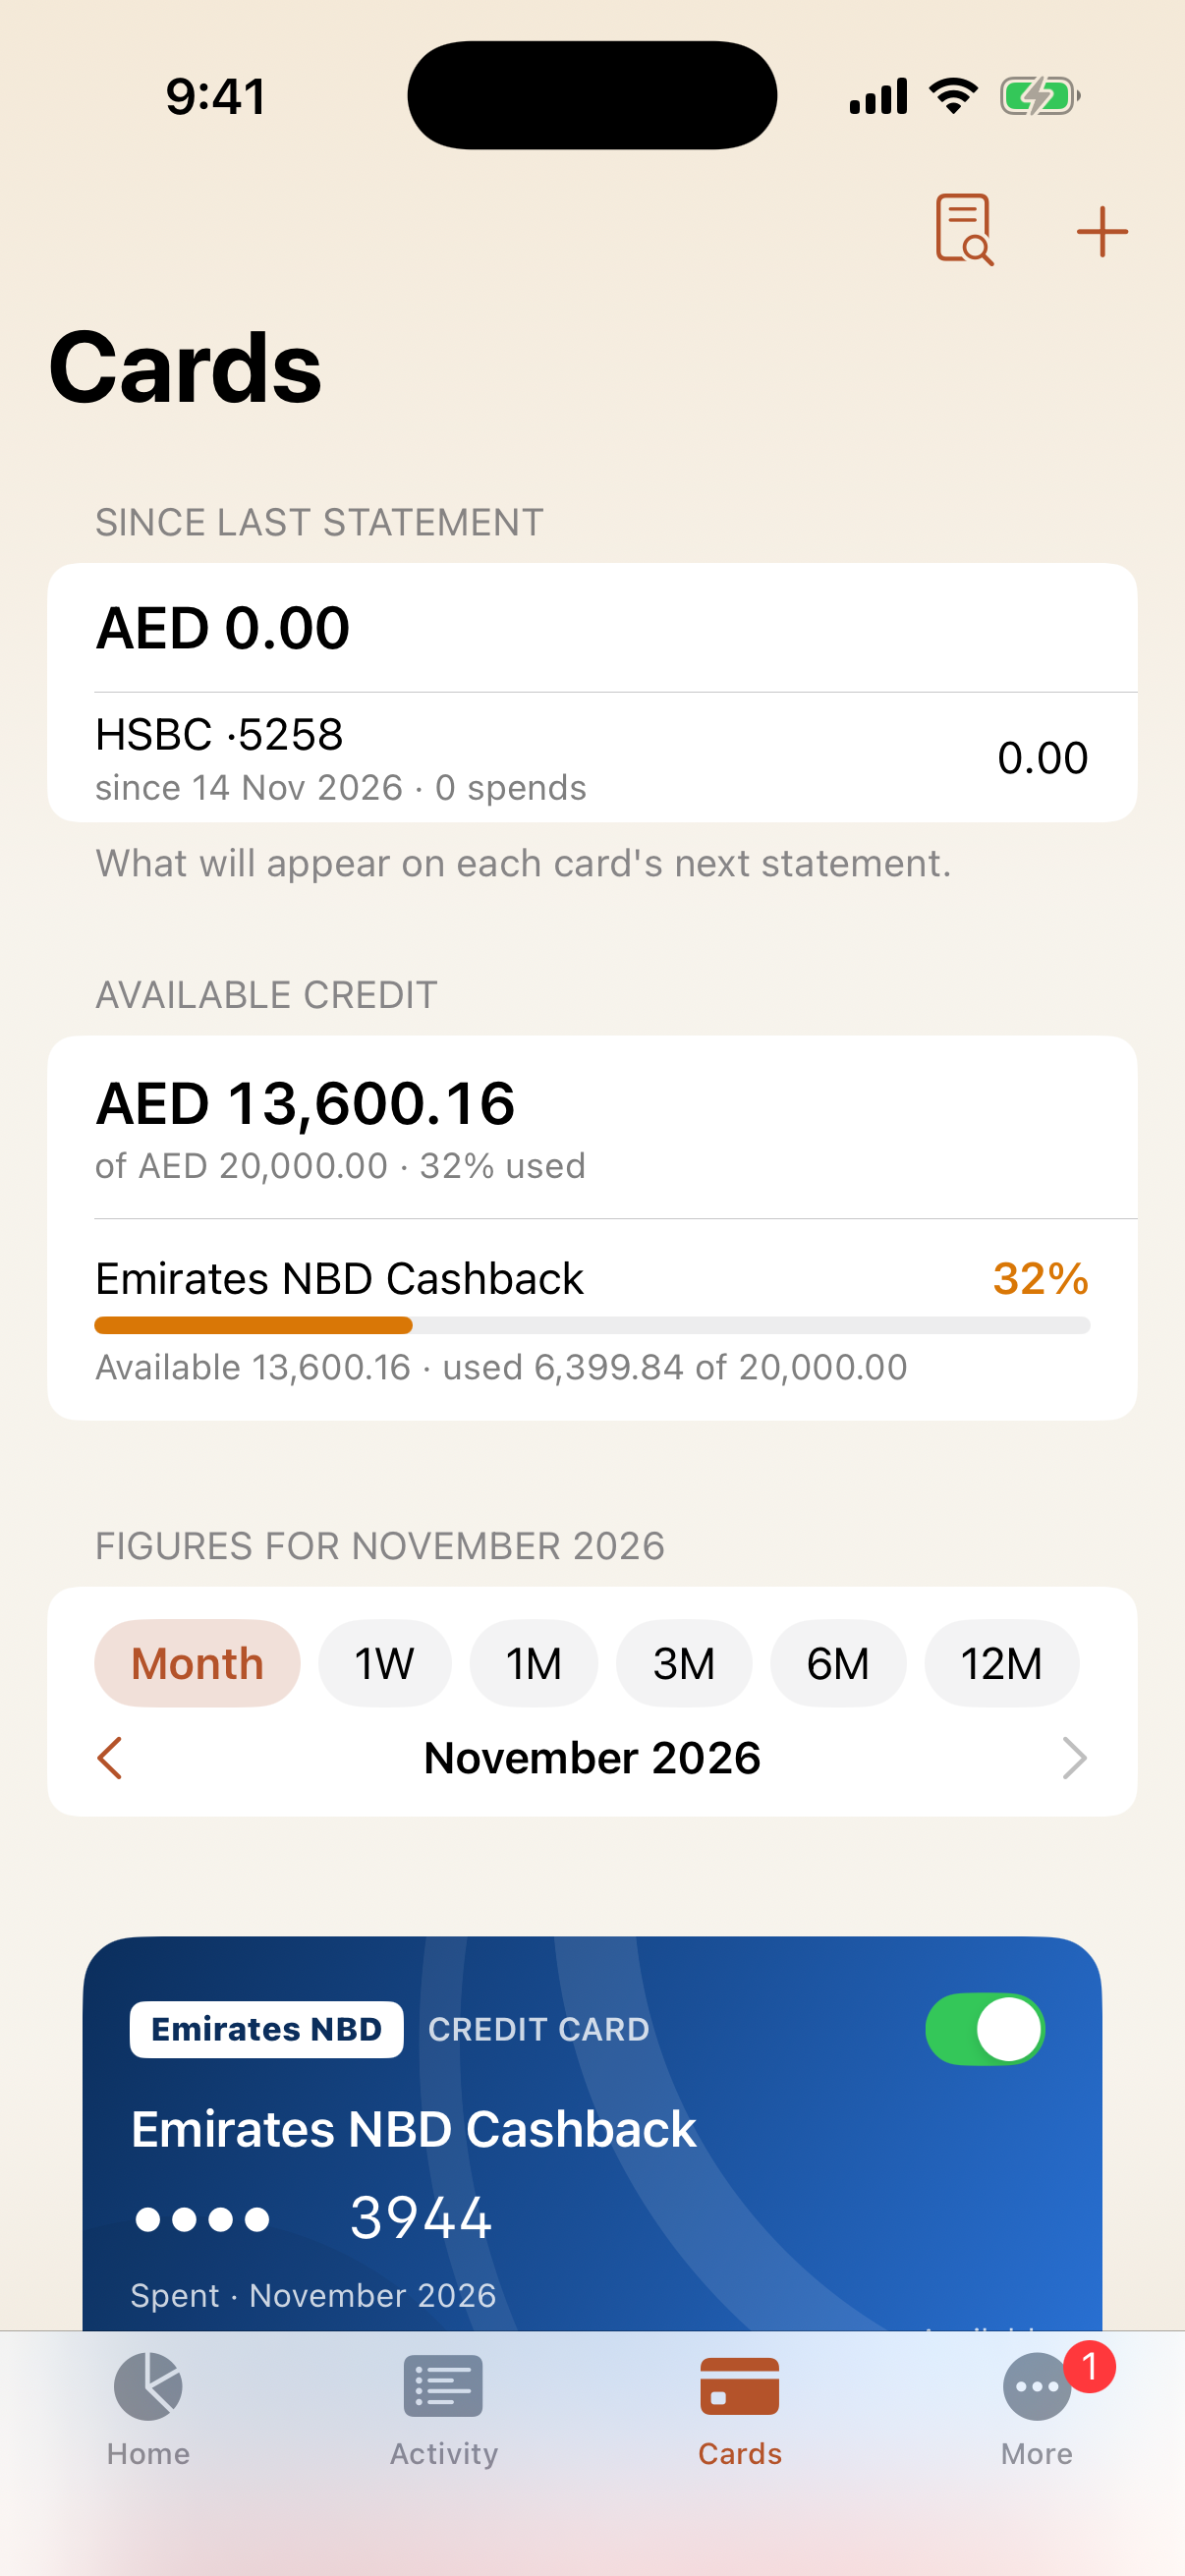 9:41
Cards
SINCE LAST STATEMENT
AED 0.00
HSBC ·5258
since 14 Nov 2026 · 0 spends
0.00
What will appear on each card's next statement.
AVAILABLE CREDIT
AED 13,600.16
of AED 20,000.00 · 32% used
Emirates NBD Cashback 32%
Available 13,600.16 · used 6,399.84 of 20,000.00
FIGURES FOR NOVEMBER 2026
Month 1W 1M 3M 6M 12M
November 2026
Emirates NBD CREDIT CARD
Emirates NBD Cashback
•••• 3944
Spent · November 2026
1
Home Activity Cards More